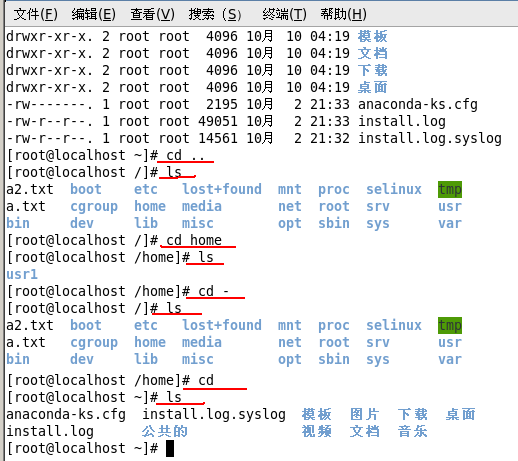 文件(F) 编辑(E) 查看(V) 搜索(S) 终端(T) 帮助(H)
drwxr-xr-x. 2 root root 4096 10月 10 04:19 模板
drwxr-xr-x. 2 root root 4096 10月 10 04:19 文档
drwxr-xr-x. 2 root root 4096 10月 10 04:19 下载
drwxr-xr-x. 2 root root 4096 10月 10 04:19 桌面
-rw-------. 1 root root 2195 10月 2 21:33 anaconda-ks.cfg
-rw-r--r--. 1 root root 49051 10月 2 21:33 install.log
-rw-r--r--. 1 root root 14561 10月 2 21:32 install.log.syslog
[root@localhost ~]# cd ..
[root@localhost /]# ls
a2.txt boot etc lost+found mnt proc selinux tmp
a.txt cgroup home media net root srv usr
bin dev lib misc opt sbin sys var
[root@localhost /]# cd home
[root@localhost /home]# ls
usr1
[root@localhost /home]# cd -
[root@localhost /]# ls
a2.txt boot etc lost+found mnt proc selinux tmp
a.txt cgroup home media net root srv usr
bin dev lib misc opt sbin sys var
[root@localhost /home]# cd
[root@localhost ~]# ls
anaconda-ks.cfg install.log.syslog 模板 图片 下载 桌面
install.log 公共的 视频 文档 音乐
[root@localhost ~]#